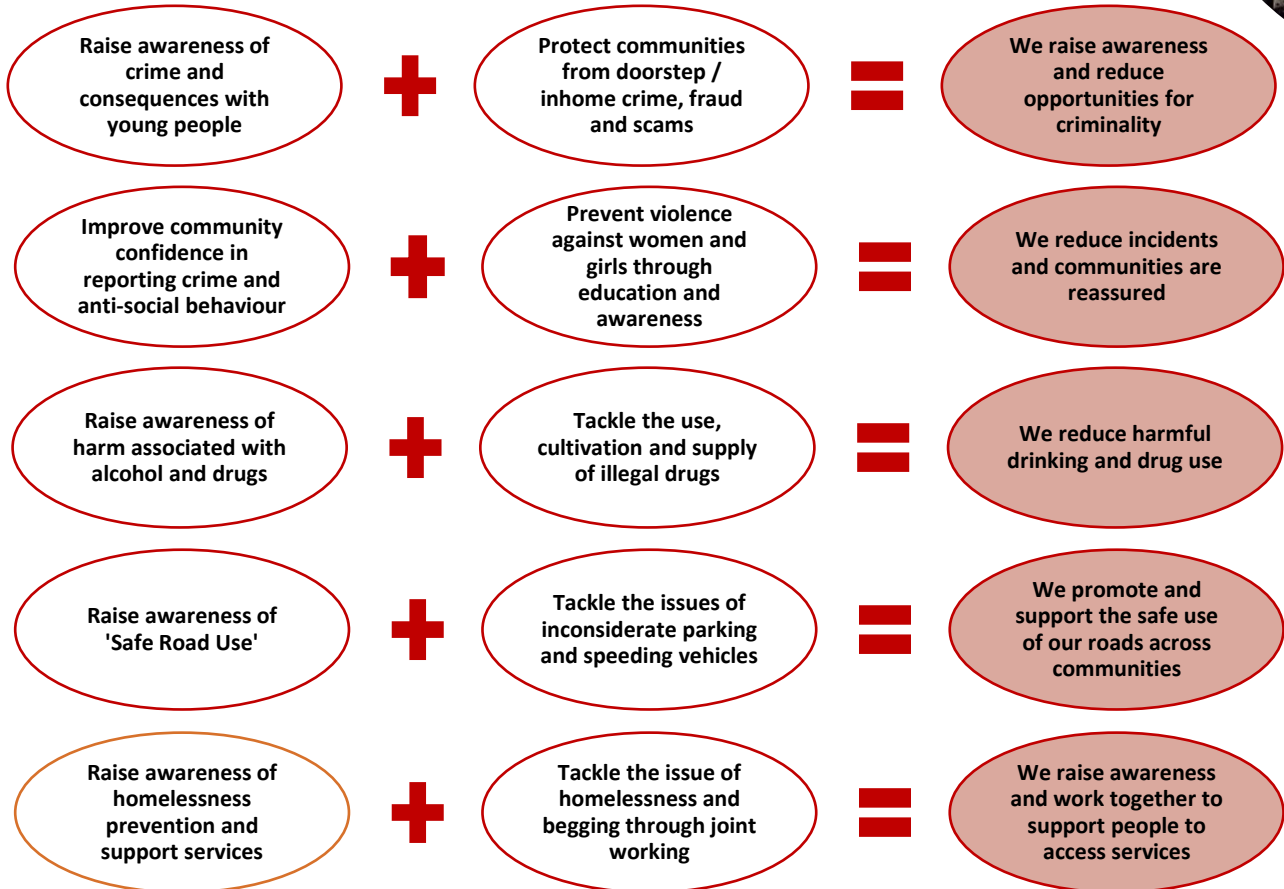 Raise awareness of
crime and
consequences with
young people
Protect communities
from doorstep /
inhome crime, fraud
and scams
We raise awareness
and reduce
opportunities for
criminality
Improve community
confidence in
reporting crime and
anti-social behaviour
Prevent violence
against women and
girls through
education and
awareness
We reduce incidents
and communities are
reassured
Raise awareness of
harm associated with
alcohol and drugs
Tackle the use,
cultivation and supply
of illegal drugs
We reduce harmful
drinking and drug use
Raise awareness of
'Safe Road Use'
Tackle the issues of
inconsiderate parking
and speeding vehicles
We promote and
support the safe use
of our roads across
communities
Raise awareness of
homelessness
prevention and
support services
Tackle the issue of
homelessness and
begging through joint
working
We raise awareness
and work together to
support people to
access services